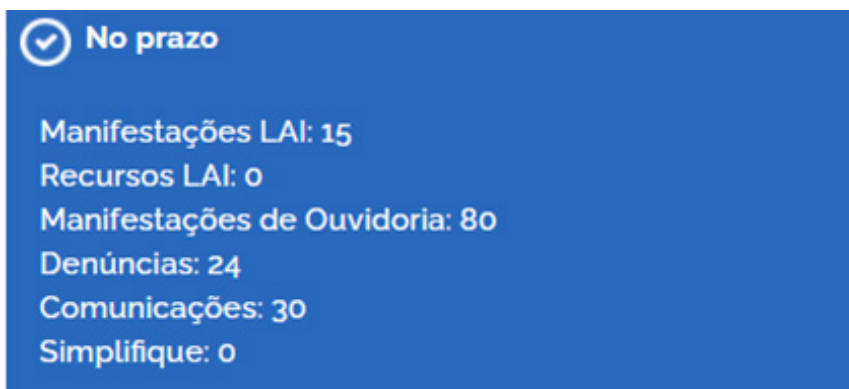 No prazo
Manifestações LAI: 15
Recursos LAI: 0
Manifestações de Ouvidoria: 80
Denúncias: 24
Comunicações: 30
Simplifique: 0